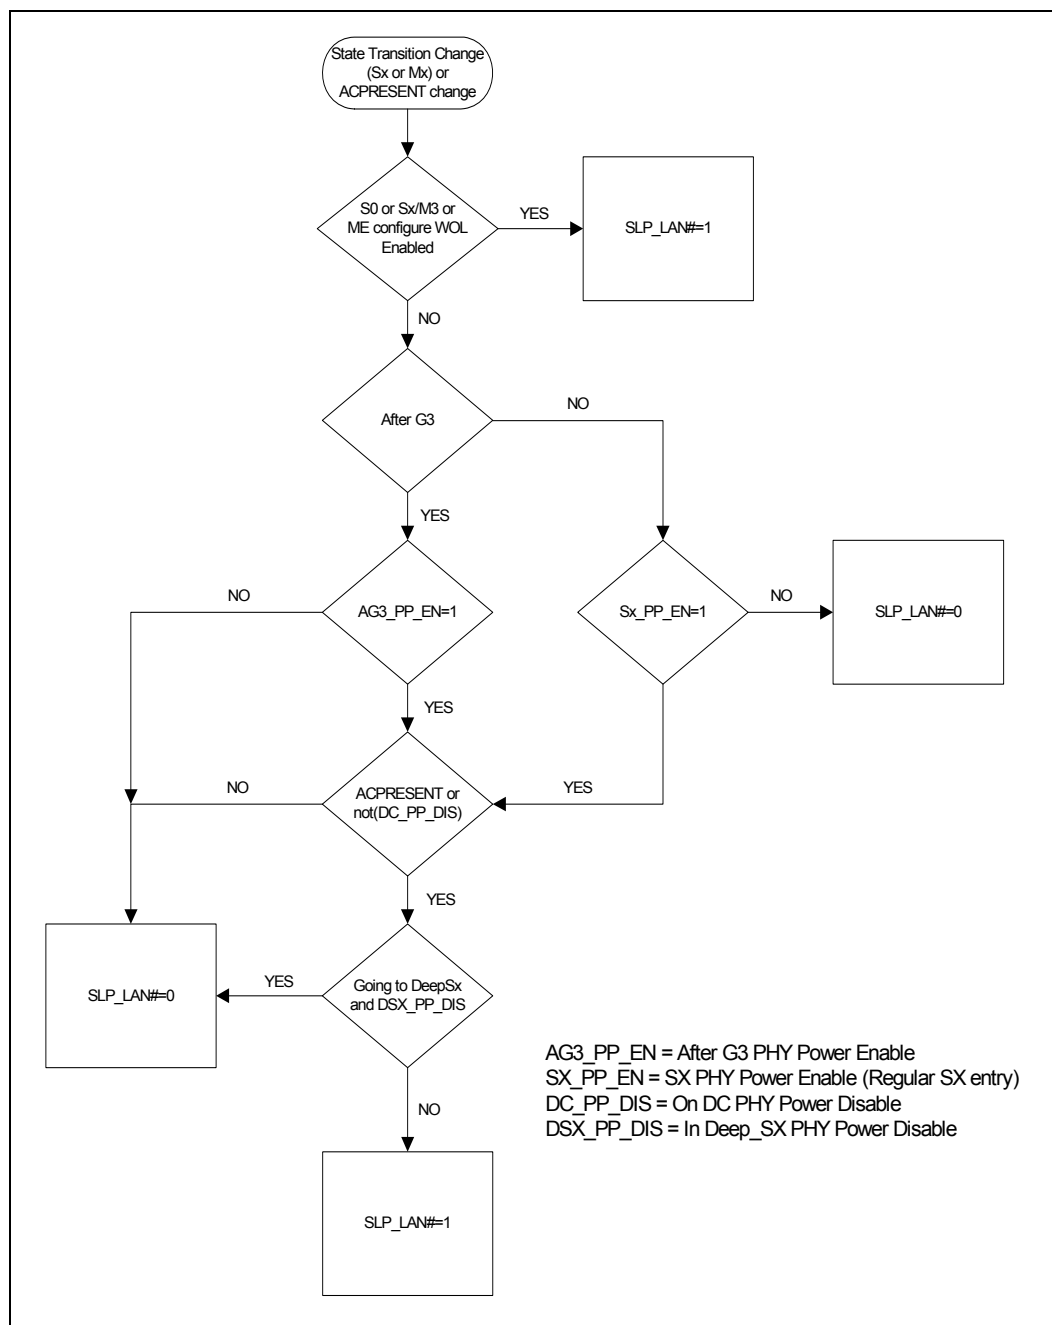 State Transition Change
(Sx or Mx) or
ACPRESENT change
S0 or Sx/M3 or
ME configure WOL
Enabled
YES
SLP_LAN#=1
NO
After G3
NO
YES
AG3_PP_EN=1
NO
Sx_PP_EN=1
NO
SLP_LAN#=0
YES
ACPRESENT or
not(DC_PP_DIS)
NO
YES
YES
Going to DeepSx
and DSX_PP_DIS
YES
SLP_LAN#=0
NO
SLP_LAN#=1
AG3_PP_EN = After G3 PHY Power Enable
SX_PP_EN = SX PHY Power Enable (Regular SX entry)
DC_PP_DIS = On DC PHY Power Disable
DSX_PP_DIS = In Deep_SX PHY Power Disable